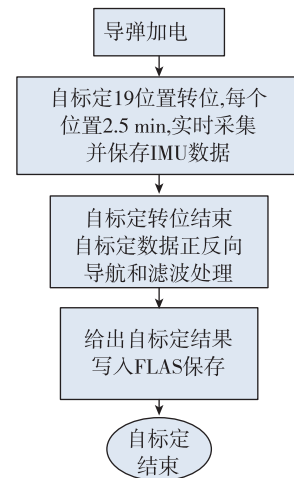 导弹加电
自标定19位置转位,每个
位置2.5 min,实时采集
并保存IMU数据
自标定转位结束
自标定数据正反向
导航和滤波处理
给出自标定结果
写入FLAS保存
自标定
结束